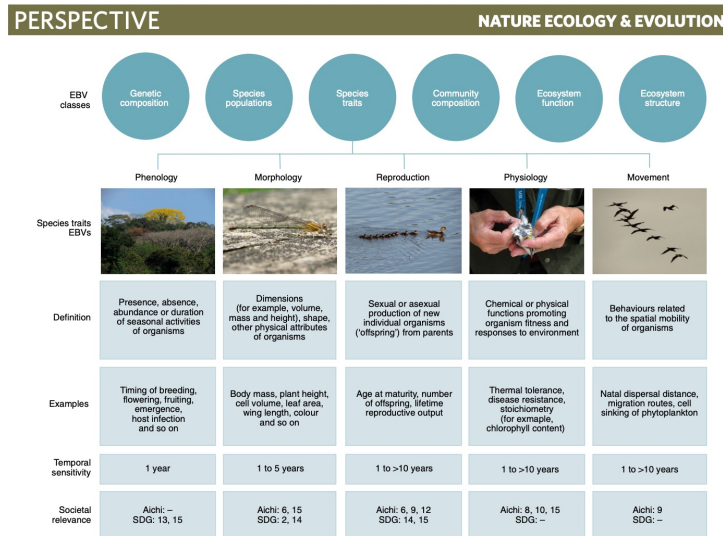 PERSPECTIVE
NATURE ECOLOGY & EVOLUTION
EBV
classes
Genetic
composition
Species
populations
Species
traits
Community
composition
Ecosystem
function
Ecosystem
structure
Phenology
Morphology
Reproduction
Physiology
Movement
Species traits
EBVs
Definition
Presence, absence,
abundance or duration
of seasonal activities
of organisms
Dimensions
(for example, volume,
mass and height), shape,
other physical attributes
of organisms
Sexual or asexual
production of new
individual organisms
(‘offspring’) from parents
Chemical or physical
functions promoting
organism fitness and
responses to environment
Behaviours related
to the spatial mobility
of organisms
Examples
Timing of breeding,
flowering, fruiting,
emergence,
host infection
and so on
Body mass, plant height,
cell volume, leaf area,
wing length, colour
and so on
Age at maturity, number
of offspring, lifetime
reproductive output
Thermal tolerance,
disease resistance,
stoichiometry
(for exmaple,
chlorophyll content)
Natal dispersal distance,
migration routes, cell
sinking of phytoplankton
Temporal
sensitivity
1 year
1 to 5 years
1 to >10 years
1 to >10 years
1 to >10 years
Societal
relevance
Aichi: –
SDG: 13, 15
Aichi: 6, 15
SDG: 2, 14
Aichi: 6, 9, 12
SDG: 14, 15
Aichi: 8, 10, 15
SDG: –
Aichi: 9
SDG: –